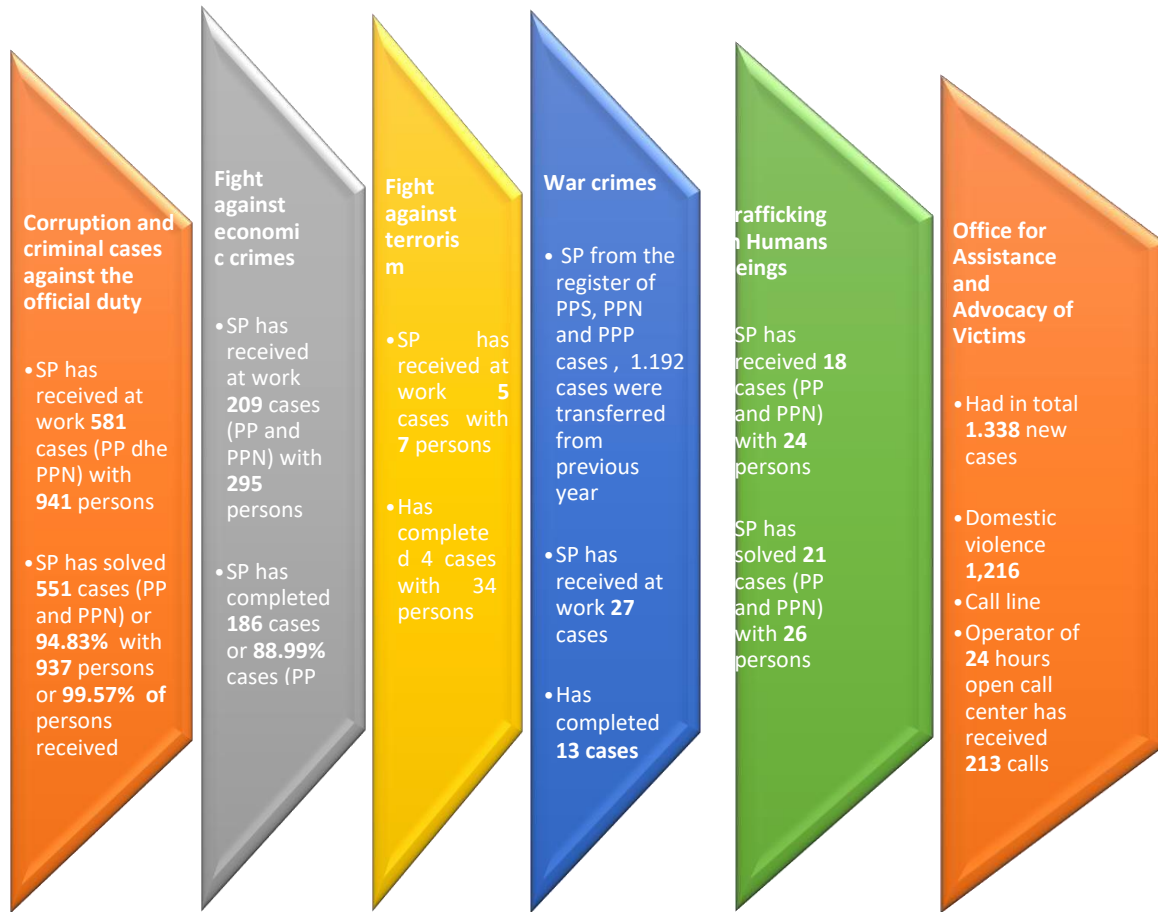 Corruption and
criminal cases
against the
official duty
•SP has
received at
work 581
cases (PP dhe
PPN) with
941 persons
•SP has solved
551 cases (PP
and PPN) or
94.83% with
937 persons
or 99.57% of
persons
received
Fight
against
economi
c crimes
•SP has
received
at work
209 cases
(PP and
PPN) with
295
persons
•SP has
completed
186 cases
or 88.99%
cases (PP
Fight
against
terroris
m
•SP has
received at
work 5
cases with
7 persons
•Has
complete
d 4 cases
with 34
persons
War crimes
• SP from the
register of
PPS, PPN
and PPP
cases , 1.192
cases were
transferred
from
previous
year
•SP has
received at
work 27
cases
•Has
completed
13 cases
rafficking
n Humans
eings
SP has
received 18
cases (PP
and PPN)
with 24
persons
SP has
solved 21
cases (PP
and PPN)
with 26
persons
Office for
Assistance
and
Advocacy of
Victims
•Had in total
1.338 new
cases
•Domestic
violence
1,216
•Call line
•Operator of
24 hours
open call
center has
received
213 calls